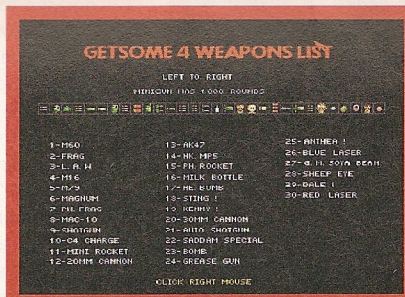 GETSOME 4 WEAPONS LIST
LEFT TO RIGHT
MINIGUN HAS 1000 ROUNDS
1-M60
2-FRAG
3-L.A.W
4-M16
5-M79
6-MAGNUM
7-PH.FRAG
8-MAC-10
9-SHOTGUN
10-C4 CHARGE
11-MINI ROCKET
12-20MM CANNON
13-AK47
14-HK MP5
15-PH.ROCKET
16-MILK BOTTLE
17-HE.BOMB
18-STING !
19-KENNY !
20-30MM CANNON
21-AUTO SHOTGUN
22-SADDAM SPECIAL
23-BOMB
24-GREASE GUN
25-ANTHEA !
26-BLUE LASER
27-G.M.SOYA BEAM
28-SHEEP EYE
29-DALE !
30-RED LASER
CLICK RIGHT MOUSE